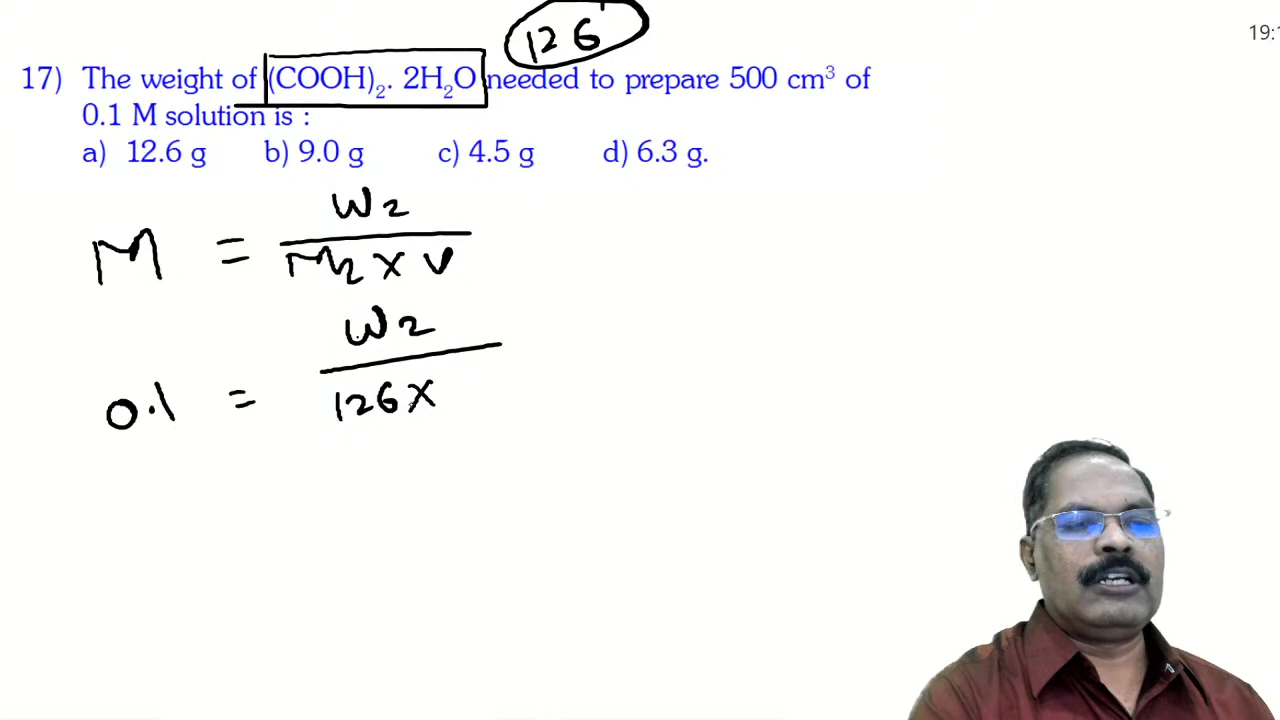 126
19:1
17) The weight of (COOH)₂. 2H₂O needed to prepare 500 cm³ of
0.1 M solution is :
a) 12.6 g b) 9.0 g c) 4.5 g d) 6.3 g.
M = W₂ / M₂ x V
0.1 = W₂ / 126 x